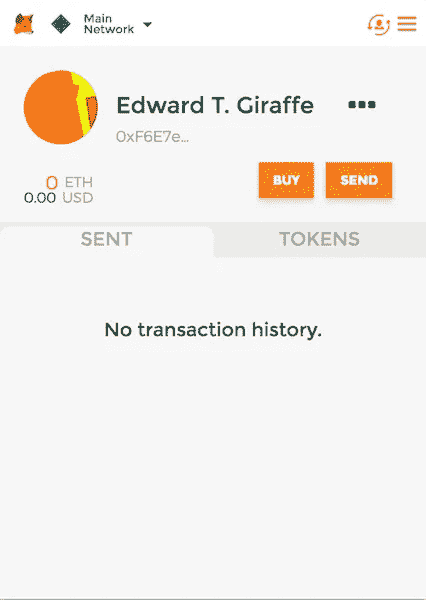 Main
Network
Edward T. Giraffe
0xF6E7e...
0 ETH
0.00 USD
BUY
SEND
SENT
TOKENS
No transaction history.